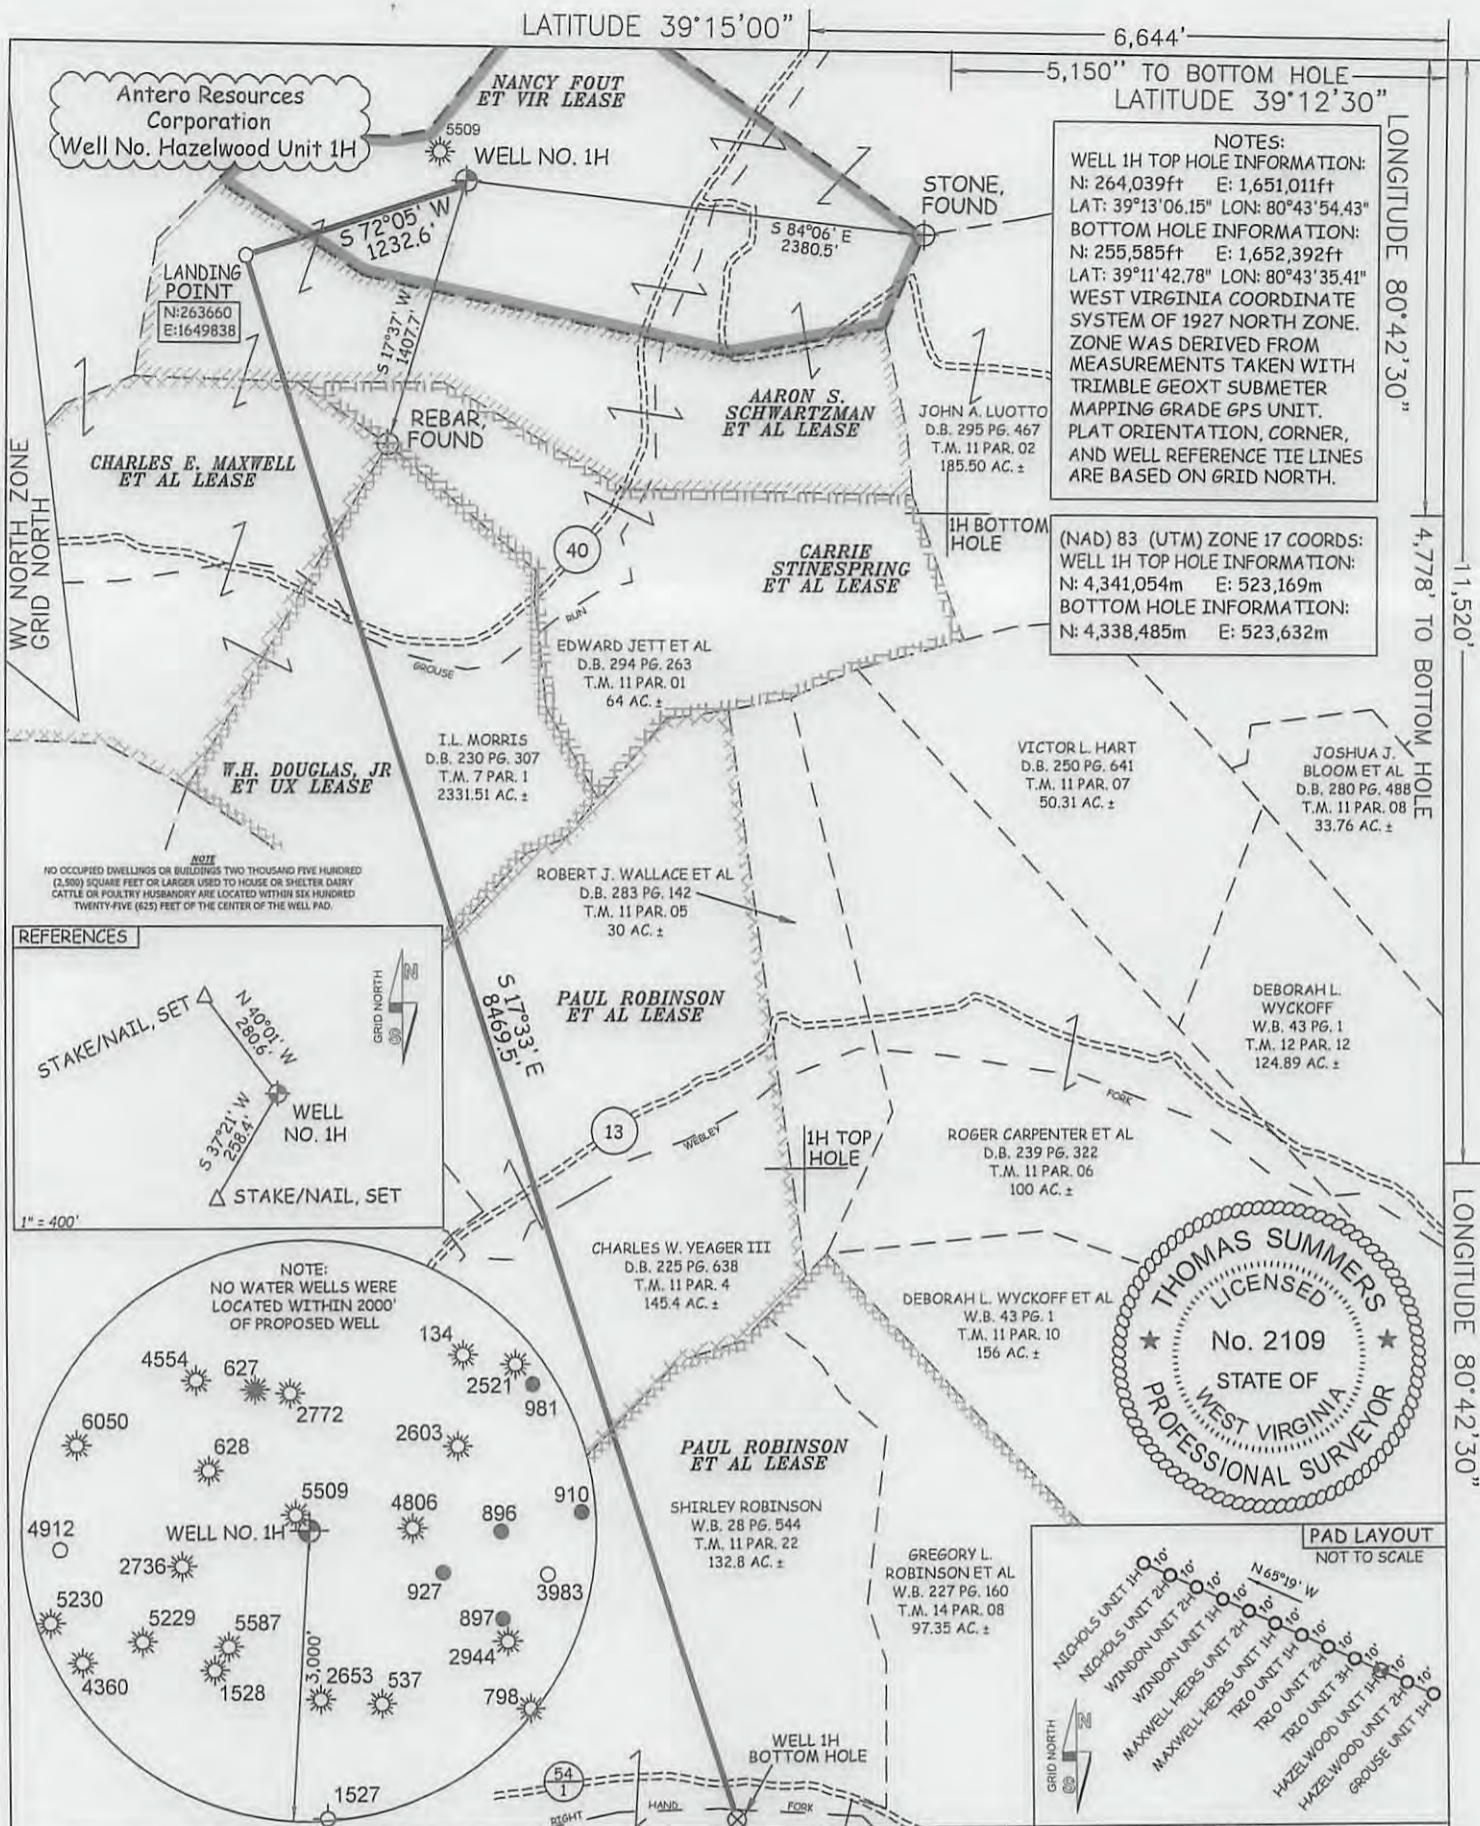 LATITUDE 39°15'00"
6,644'
5,150" TO BOTTOM HOLE
LATITUDE 39°12'30"
Antero Resources
Corporation
Well No. Hazelwood Unit 1H
NANCY FOUT
ET VIR LEASE
5509
WELL NO. 1H
STONE,
FOUND
S 72°05' W
1232.6'
S 84°06' E
2380.5'
S 17°37' W
1407.7'
LANDING
POINT
N:263660
E:1649838
NOTES:
WELL 1H TOP HOLE INFORMATION:
N: 264,039ft E: 1,651,011ft
LAT: 39°13'06.15" LON: 80°43'54.43"
BOTTOM HOLE INFORMATION:
N: 255,585ft E: 1,652,392ft
LAT: 39°11'42.78" LON: 80°43'35.41"
WEST VIRGINIA COORDINATE
SYSTEM OF 1927 NORTH ZONE.
ZONE WAS DERIVED FROM
MEASUREMENTS TAKEN WITH
TRIMBLE GEOXT SUBMETER
MAPPING GRADE GPS UNIT.
PLAT ORIENTATION, CORNER,
AND WELL REFERENCE TIE LINES
ARE BASED ON GRID NORTH.
LONGITUDE 80°42'30"
(NAD) 83 (UTM) ZONE 17 COORDS:
WELL 1H TOP HOLE INFORMATION:
N: 4,341,054m E: 523,169m
BOTTOM HOLE INFORMATION:
N: 4,338,485m E: 523,632m
4,778' TO BOTTOM HOLE
11,520'
REBAR,
FOUND
AARON S.
SCHWARTZMAN
ET AL LEASE
JOHN A. LUOTTO
D.B. 295 PG. 467
T.M. 11 PAR. 02
185.50 AC. ±
CHARLES E. MAXWELL
ET AL LEASE
WV NORTH ZONE
GRID NORTH
40
1H BOTTOM
HOLE
CARRIE
STINESPRING
ET AL LEASE
RUN
GROUSE
EDWARD JETT ET AL
D.B. 294 PG. 263
T.M. 11 PAR. 01
64 AC. ±
I.L. MORRIS
D.B. 230 PG. 307
T.M. 7 PAR. 1
2331.51 AC. ±
W.H. DOUGLAS, JR
ET UX LEASE
VICTOR L. HART
D.B. 250 PG. 641
T.M. 11 PAR. 07
50.31 AC. ±
JOSHUA J.
BLOOM ET AL
D.B. 280 PG. 488
T.M. 11 PAR. 08
33.76 AC. ±
NOTE
NO OCCUPIED DWELLINGS OR BUILDINGS TWO THOUSAND FIVE HUNDRED
(2,500) SQUARE FEET OR LARGER USED TO HOUSE OR SHELTER DAIRY
CATTLE OR POULTRY HUSBANDRY ARE LOCATED WITHIN SIX HUNDRED
TWENTY-FIVE (625) FEET OF THE CENTER OF THE WELL PAD.
ROBERT J. WALLACE ET AL
D.B. 283 PG. 142
T.M. 11 PAR. 05
30 AC. ±
REFERENCES
STAKE/NAIL, SET
N 40°01' W
280.6'
GRID NORTH
N
S
WELL
NO. 1H
S 37°21' W
258.4'
STAKE/NAIL, SET
1" = 400'
S 17°33' E
8469.5'
PAUL ROBINSON
ET AL LEASE
DEBORAH L.
WYCKOFF
W.B. 43 PG. 1
T.M. 12 PAR. 12
124.89 AC. ±
13
WEBLEY
FORK
1H TOP
HOLE
ROGER CARPENTER ET AL
D.B. 239 PG. 322
T.M. 11 PAR. 06
100 AC. ±
LONGITUDE 80°42'30"
CHARLES W. YEAGER III
D.B. 225 PG. 638
T.M. 11 PAR. 4
145.4 AC. ±
DEBORAH L. WYCKOFF ET AL
W.B. 43 PG. 1
T.M. 11 PAR. 10
156 AC. ±
THOMAS SUMMERS
LICENSED
No. 2109
STATE OF
WEST VIRGINIA
PROFESSIONAL SURVEYOR
NOTE:
NO WATER WELLS WERE
LOCATED WITHIN 2000'
OF PROPOSED WELL
134
4554
627
2521
981
2772
6050
2603
628
5509
4806
896
910
4912
WELL NO. 1H
2736
927
3983
5230
5229
5587
897
2944
4360
1528
3,000'
2653
537
798
1527
PAUL ROBINSON
ET AL LEASE
SHIRLEY ROBINSON
W.B. 28 PG. 544
T.M. 11 PAR. 22
132.8 AC. ±
GREGORY L.
ROBINSON ET AL
W.B. 227 PG. 160
T.M. 14 PAR. 08
97.35 AC. ±
WELL 1H
BOTTOM HOLE
54
1
RIGHT
HAND
FORK
PAD LAYOUT
NOT TO SCALE
N 65°19' W
NICHOLS UNIT 1H
10'
NICHOLS UNIT 2H
10'
WINDON UNIT 2H
10'
WINDON UNIT 1H
10'
MAXWELL HEIRS UNIT 2H
10'
MAXWELL HEIRS UNIT 1H
10'
TRIO UNIT 1H
10'
TRIO UNIT 2H
10'
TRIO UNIT 3H
10'
HAZELWOOD UNIT 1H
10'
HAZELWOOD UNIT 2H
10'
GROUSE UNIT 1H
GRID NORTH
N
S